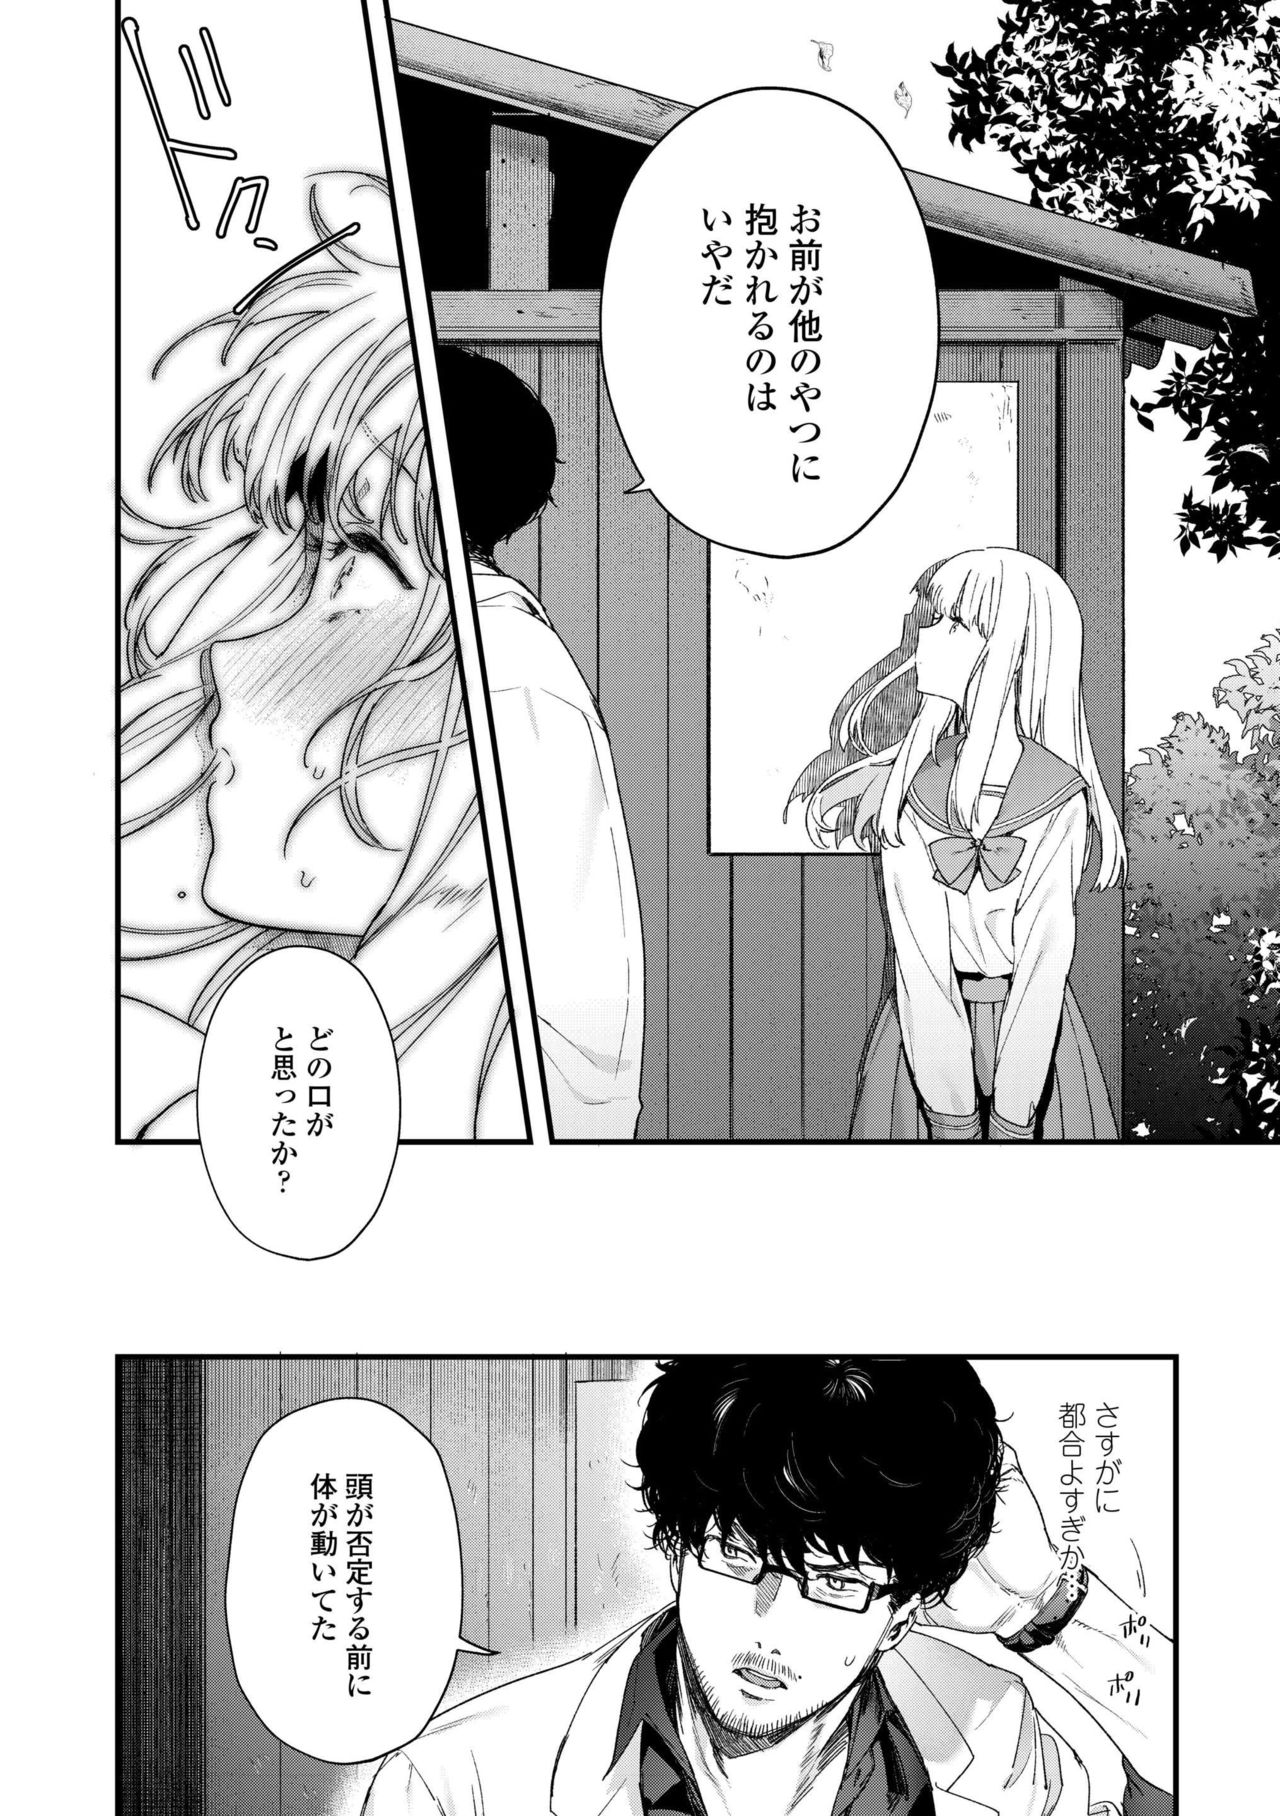 お前が他のやつに
抱かれるのは
いやだ
ドクン、
どの口が
と思ったか?
さすがに
都合よすぎか…
ポリ
ポリ
頭が否定する前に
体が動いてた